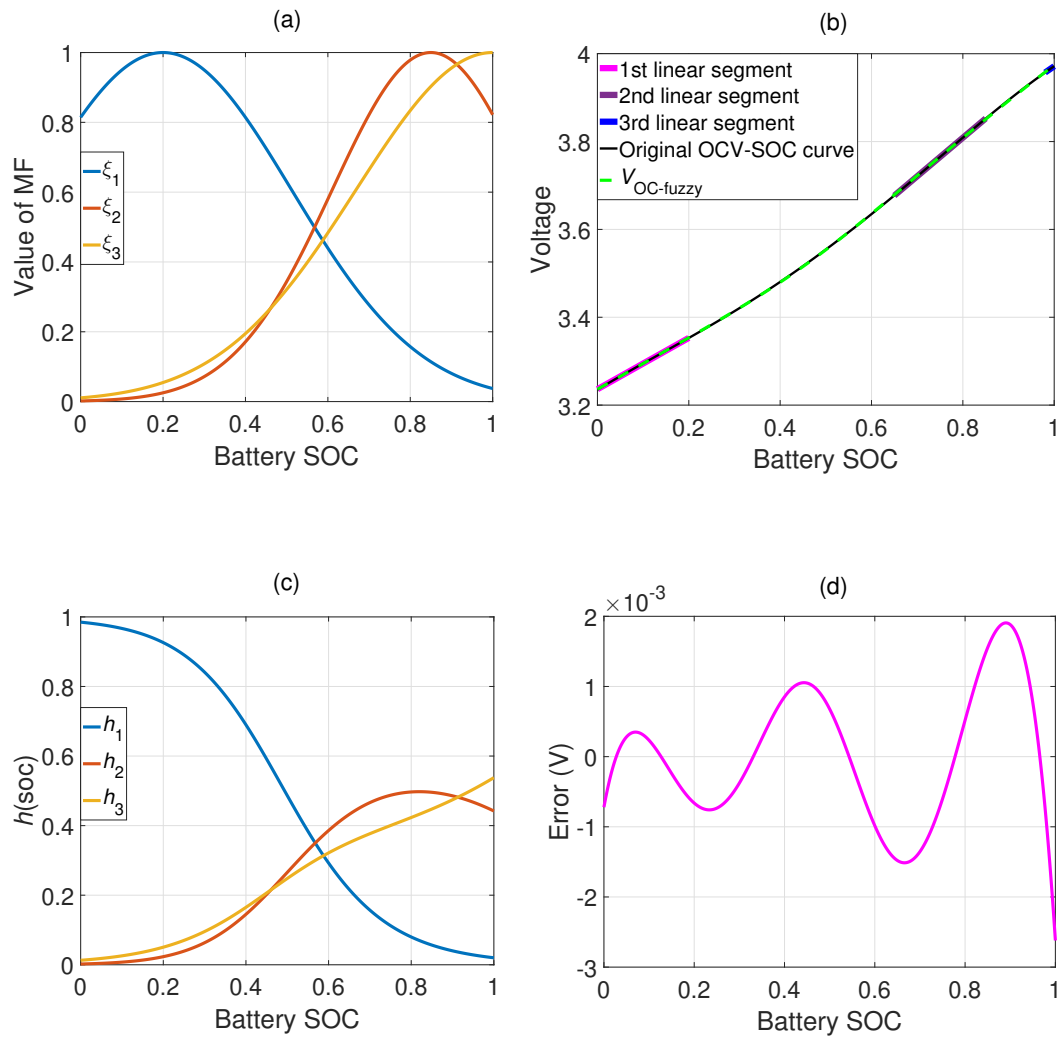 (a)
1
0.8
0.6
0.4
0.2
0
Value of MF
ξ1
ξ2
ξ3
0 0.2 0.4 0.6 0.8 1
Battery SOC
(b)
4
3.8
3.6
3.4
3.2
Voltage
1st linear segment
2nd linear segment
3rd linear segment
Original OCV-SOC curve
VOC-fuzzy
0 0.2 0.4 0.6 0.8 1
Battery SOC
(c)
1
0.8
0.6
0.4
0.2
0
h(soc)
h1
h2
h3
0 0.2 0.4 0.6 0.8 1
Battery SOC
(d)
×10-3
2
1
0
-1
-2
-3
Error (V)
0 0.2 0.4 0.6 0.8 1
Battery SOC